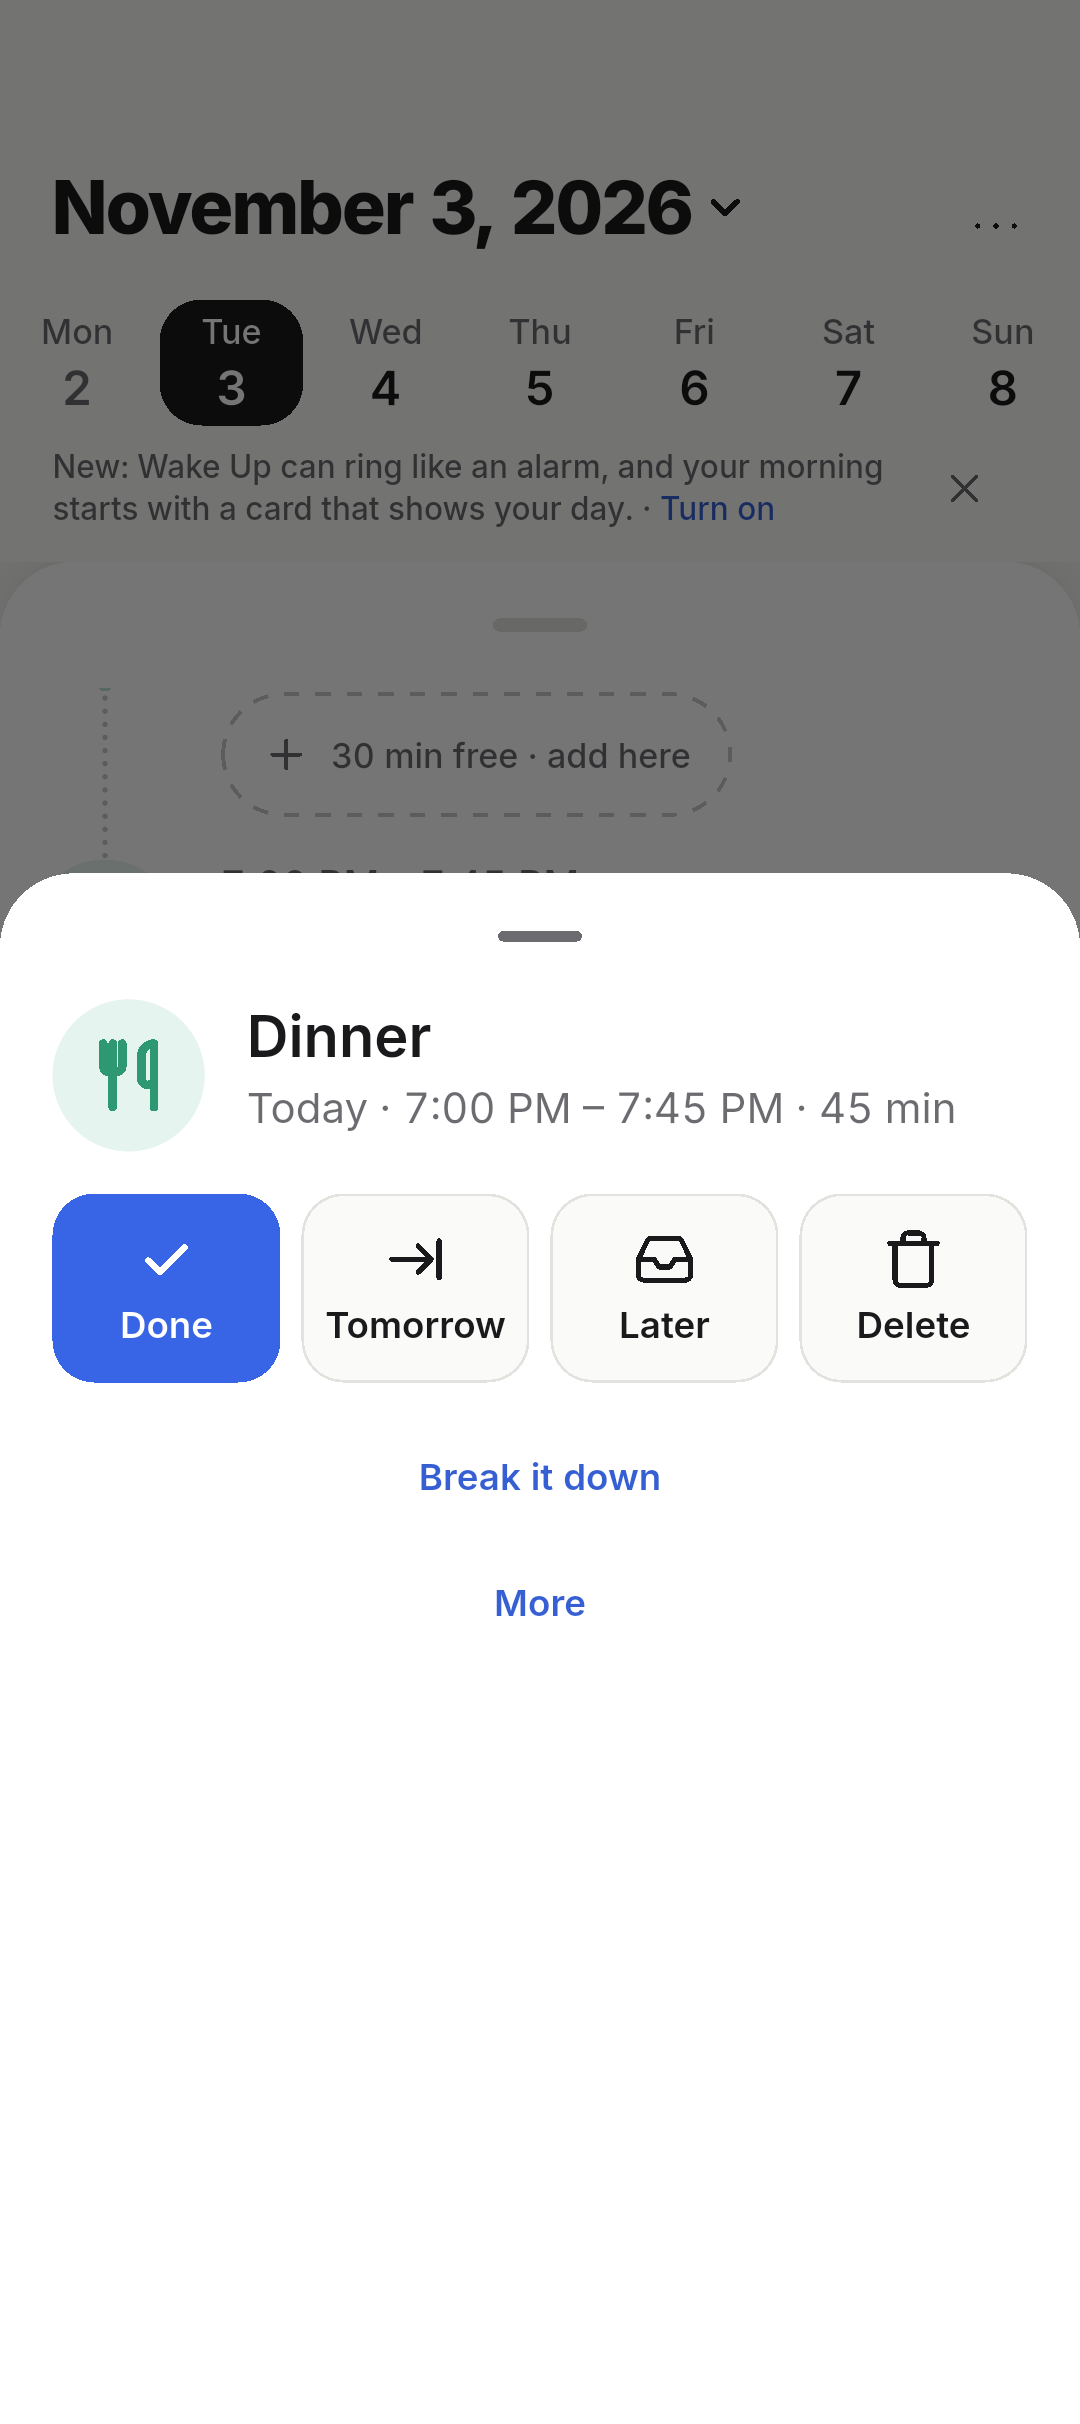 November 3, 2026
Mon Tue Wed Thu Fri Sat Sun
2 3 4 5 6 7 8
New: Wake Up can ring like an alarm, and your morning
starts with a card that shows your day. · Turn on
30 min free · add here
Dinner
Today · 7:00 PM – 7:45 PM · 45 min
Done Tomorrow Later Delete
Break it down
More